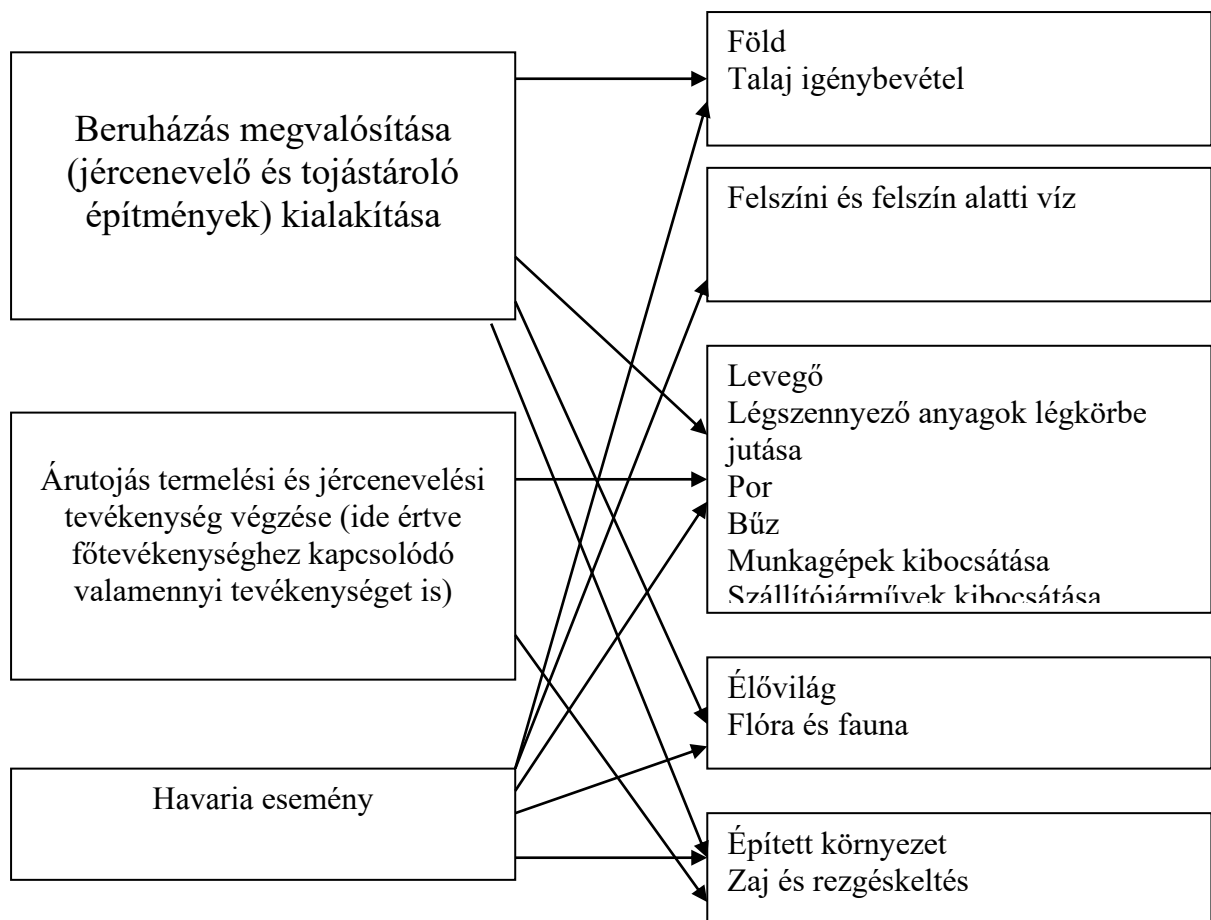 Beruházás megvalósítása
(jércenevelő és tojástároló
építmények) kialakítása
Árutojás termelési és jércenevelési
tevékenység végzése (ide értve
főtevékenységhez kapcsolódó
valamennyi tevékenységet is)
Havaria esemény
Föld
Talaj igénybevétel
Felszíni és felszín alatti víz
Levegő
Légszennyező anyagok légkörbe
jutása
Por
Bűz
Munkagépek kibocsátása
Szállítójárművek kibocsátása
Élővilág
Flóra és fauna
Épített környezet
Zaj és rezgéskeltés